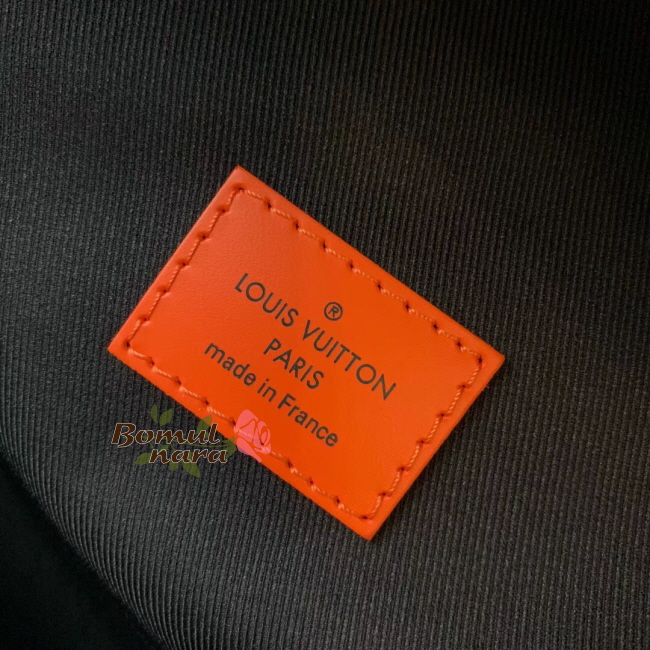 ®
LOUIS VUITTON
PARIS
made in France
Bomul
nara